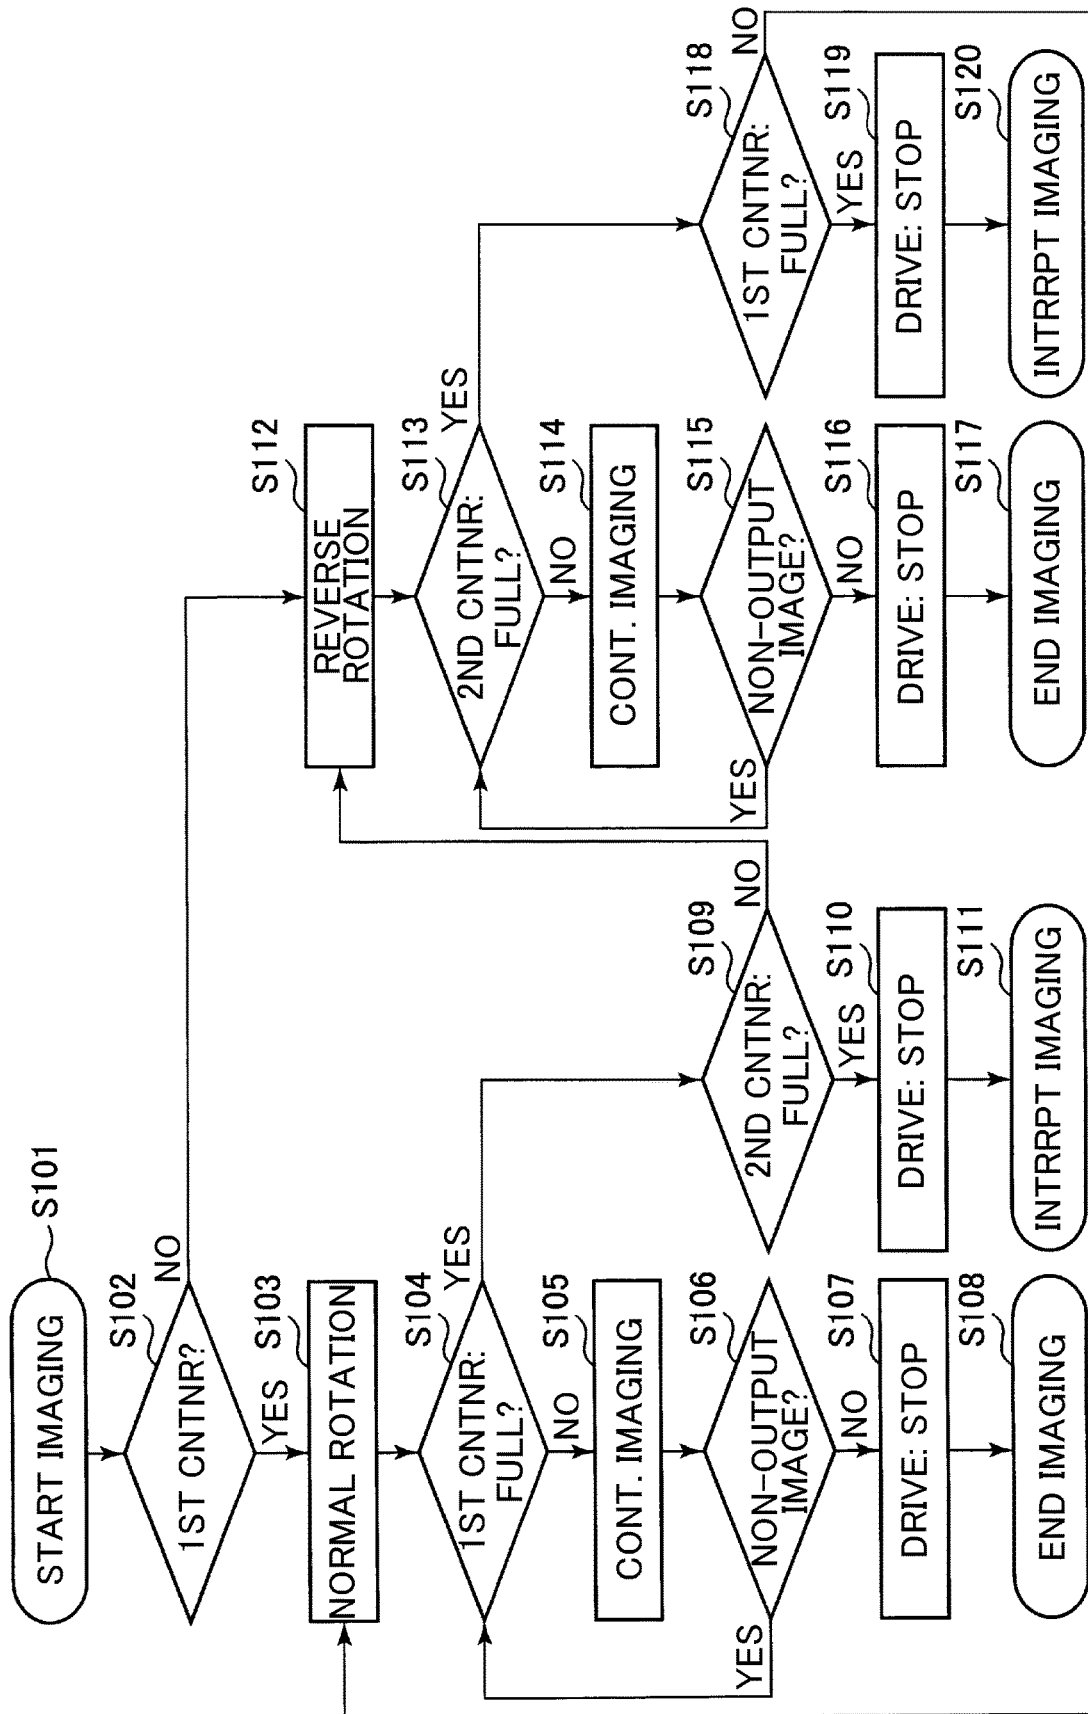 START IMAGING
S101
1ST CNTNR?
S102
NO
YES
NORMAL ROTATION
S103
1ST CNTNR:
FULL?
S104
YES
NO
CONT. IMAGING
S105
NON-OUTPUT
IMAGE?
S106
YES
NO
DRIVE: STOP
S107
END IMAGING
S108
2ND CNTNR:
FULL?
S109
NO
YES
DRIVE: STOP
S110
INTRRPT IMAGING
S111
REVERSE
ROTATION
S112
2ND CNTNR:
FULL?
S113
YES
NO
CONT. IMAGING
S114
NON-OUTPUT
IMAGE?
S115
YES
NO
DRIVE: STOP
S116
END IMAGING
S117
1ST CNTNR:
FULL?
S118
NO
YES
DRIVE: STOP
S119
INTRRPT IMAGING
S120